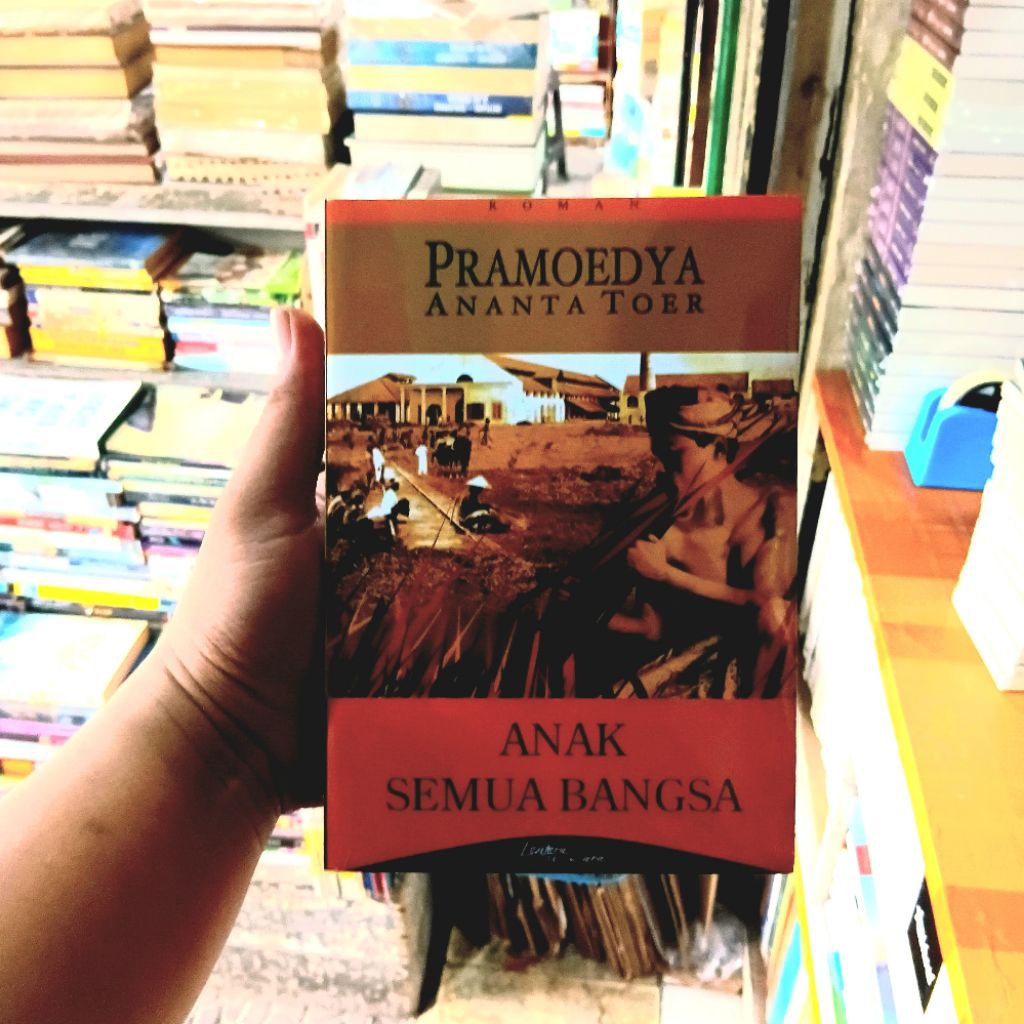 ROMAN
PRAMOEDYA
ANANTA TOER
ANAK
SEMUA BANGSA